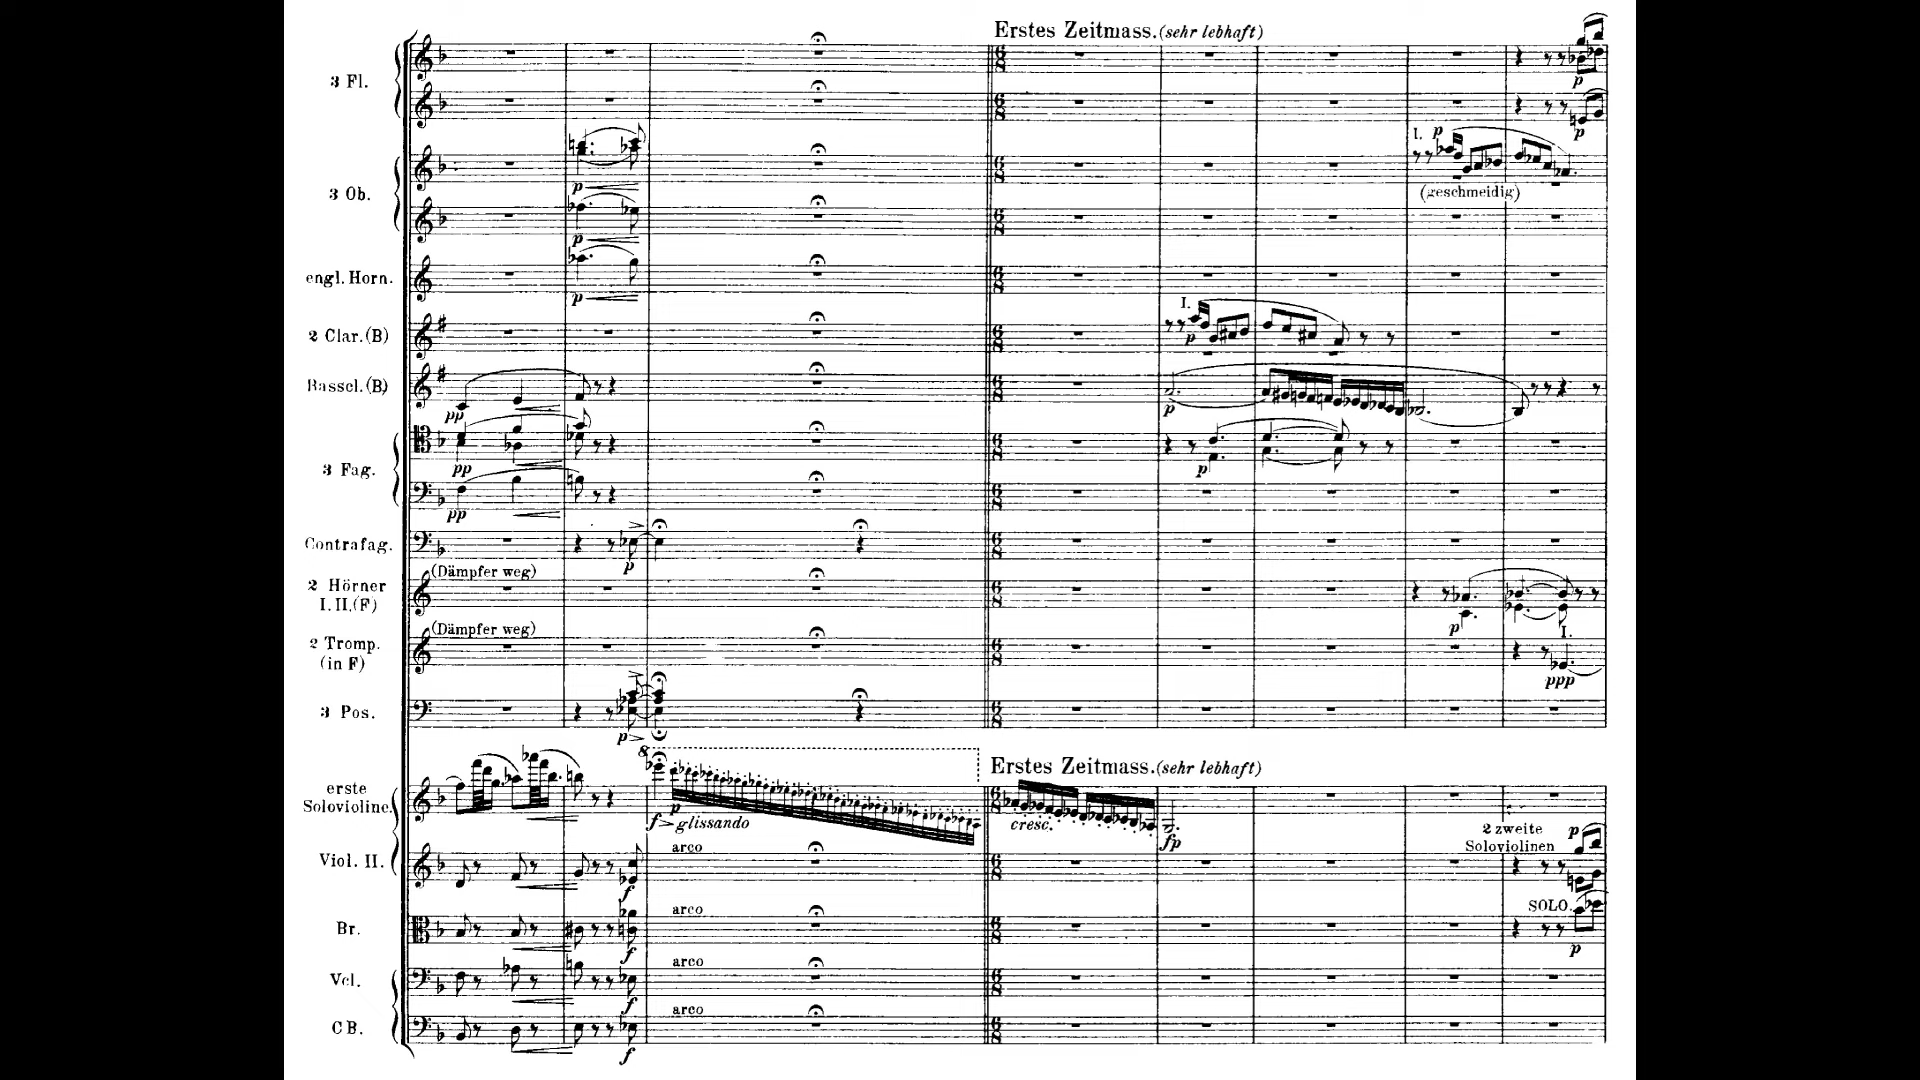 Erstes Zeitmass. (sehr lebhaft)
3 Fl.
p
p
I. p
3 Ob.
p
(geschmeidig)
p
engl. Horn.
p
I.
2 Clar. (B)
p
Bassel. (B)
pp
p
3 Fag.
pp
p
pp
Contrafag.
p
(Dämpfer weg)
2 Hörner
I. II. (F)
p
(Dämpfer weg)
I.
2 Tromp.
(in F)
ppp
3 Pos.
p
8
Erstes Zeitmass. (sehr lebhaft)
erste
Solovioline.
p
f glissando
cresc.
fp
2 zweite
Soloviolinen
p
arco
Viol. II.
f
arco
SOLO.
Br.
f
p
arco
Vcl.
f
arco
CB.
f